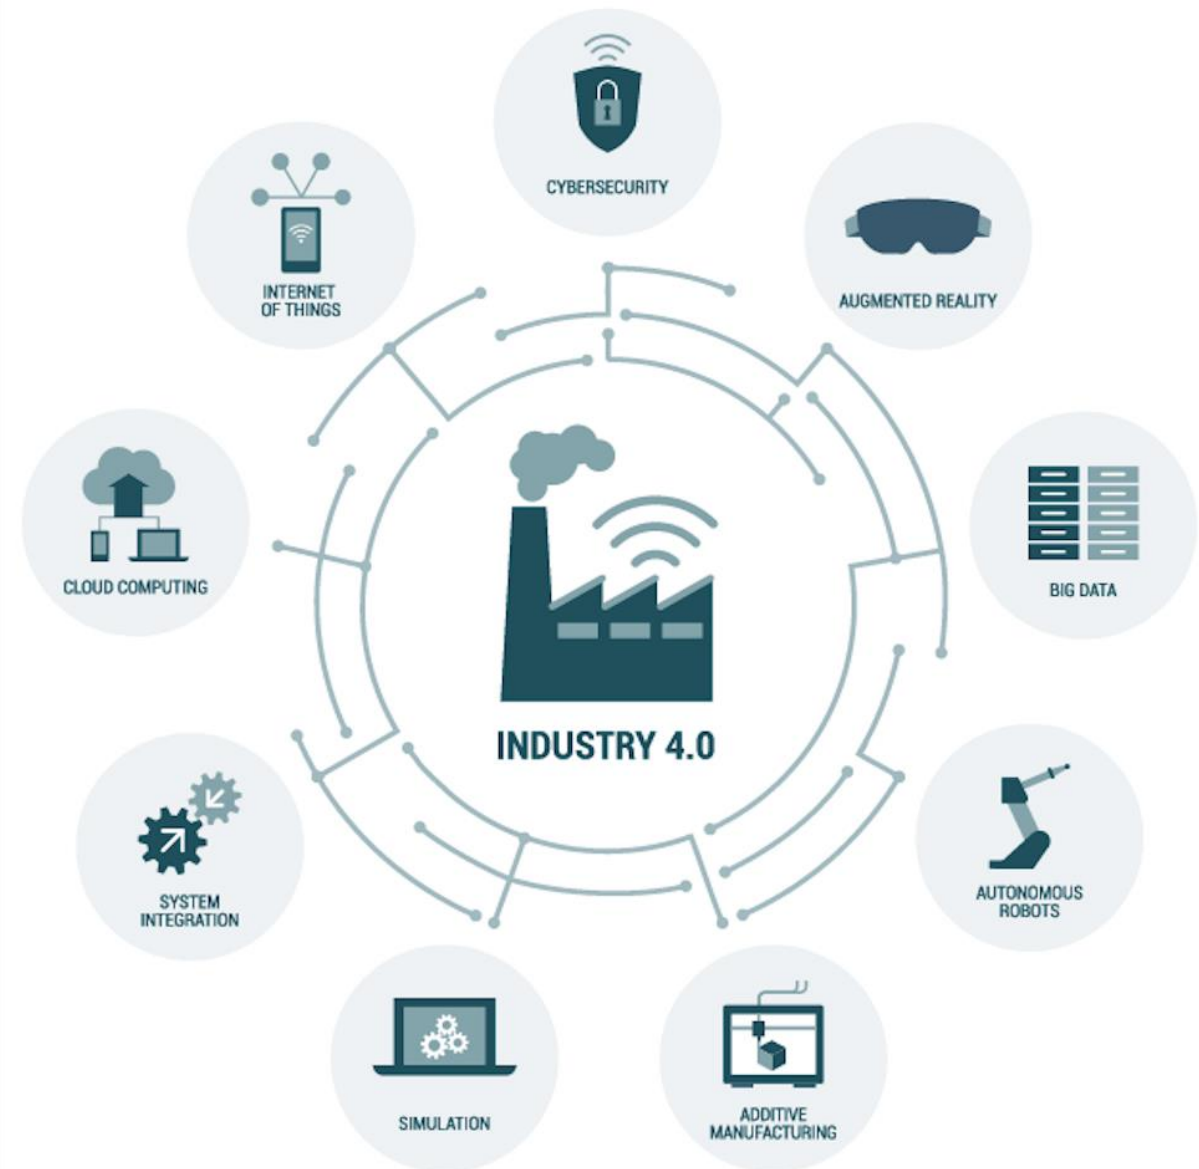 CYBERSECURITY
AUGMENTED REALITY
BIG DATA
AUTONOMOUS
ROBOTS
ADDITIVE
MANUFACTURING
SIMULATION
SYSTEM
INTEGRATION
CLOUD COMPUTING
INTERNET
OF THINGS
INDUSTRY 4.0